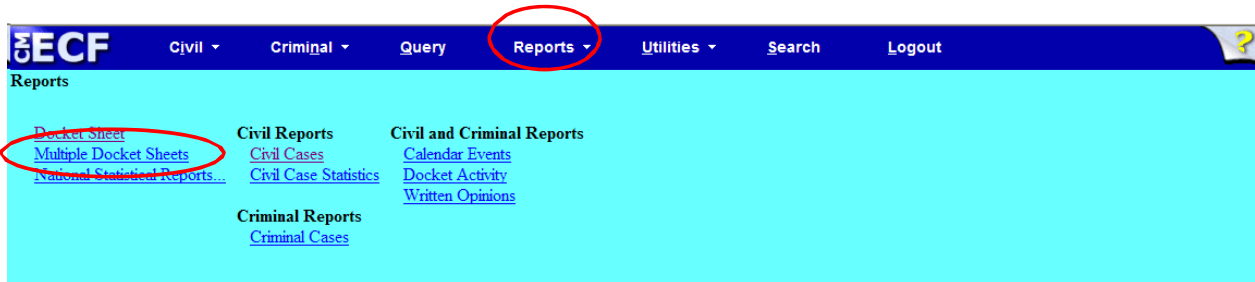 CM ECF Civil Criminal Query Reports Utilities Search Logout ?
Reports
Docket Sheet
Multiple Docket Sheets
National Statistical Reports...
Civil Reports
Civil Cases
Civil Case Statistics
Criminal Reports
Criminal Cases
Civil and Criminal Reports
Calendar Events
Docket Activity
Written Opinions